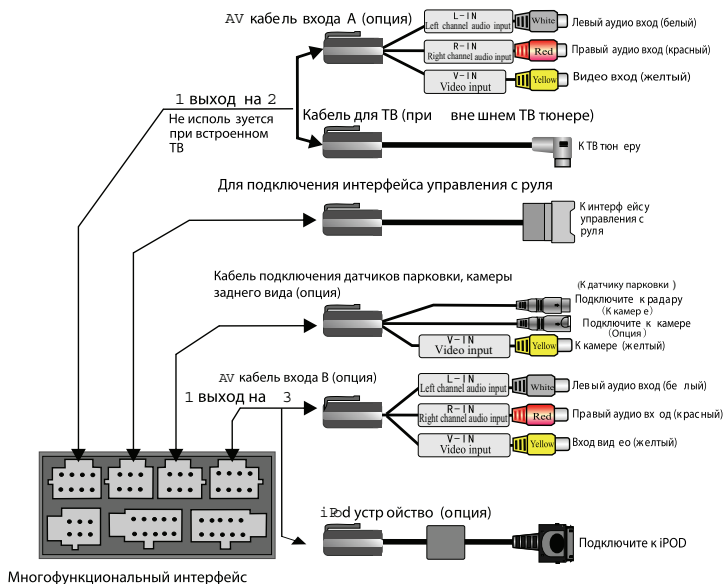 AV кабель входа А (опция)
L-IN
Left channel audio input
White
Левый аудио вход (белый)
R-IN
Right channel audio input
Red
Правый аудио вход (красный)
V-IN
Video input
Yellow
Видео вход (желтый)
1 выход на 2
Не исполь зуется
при встроенном
ТВ
Кабель для ТВ (при вне шнем ТВ тюнере)
К ТВ тюн еру
Для подключения интерфейса управления с руля
К интерф ейсу
управления с
руля
Кабель подключения датчиков парковки, камеры
заднего вида (опция)
(К датчику парковки )
Подключите к радару
(К камер е)
Подключите к камере
(Опция )
V-IN
Video input
Yellow
К камере (желтый)
AV кабель входа В (опция)
1 выход на 3
L-IN
Left channel audio input
White
Левый аудио вход (бе лый)
R-IN
Right channel audio input
Red
Правый аудио вх од (красный)
V-IN
Video input
Yellow
Вход вид ео (желтый)
iPod устр ойство (опция)
Подключите к iPOD
Многофункциональный интерфейс